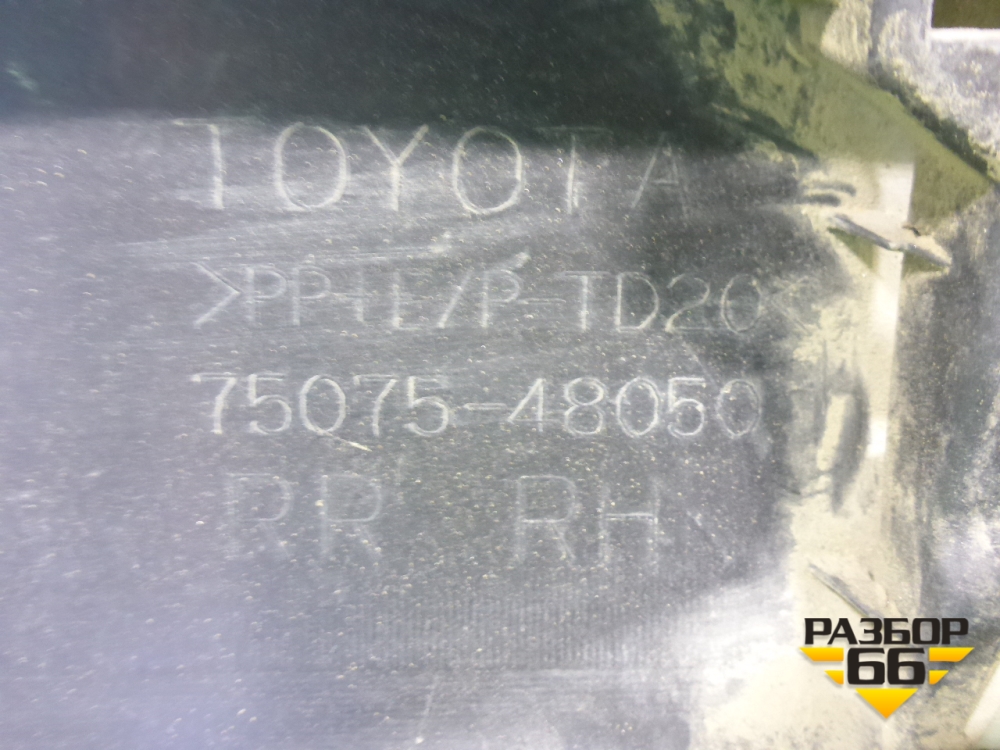 TOYOTA
>PP+E/P-TD20<
75075-48050
RR RH
РАЗБОР
66